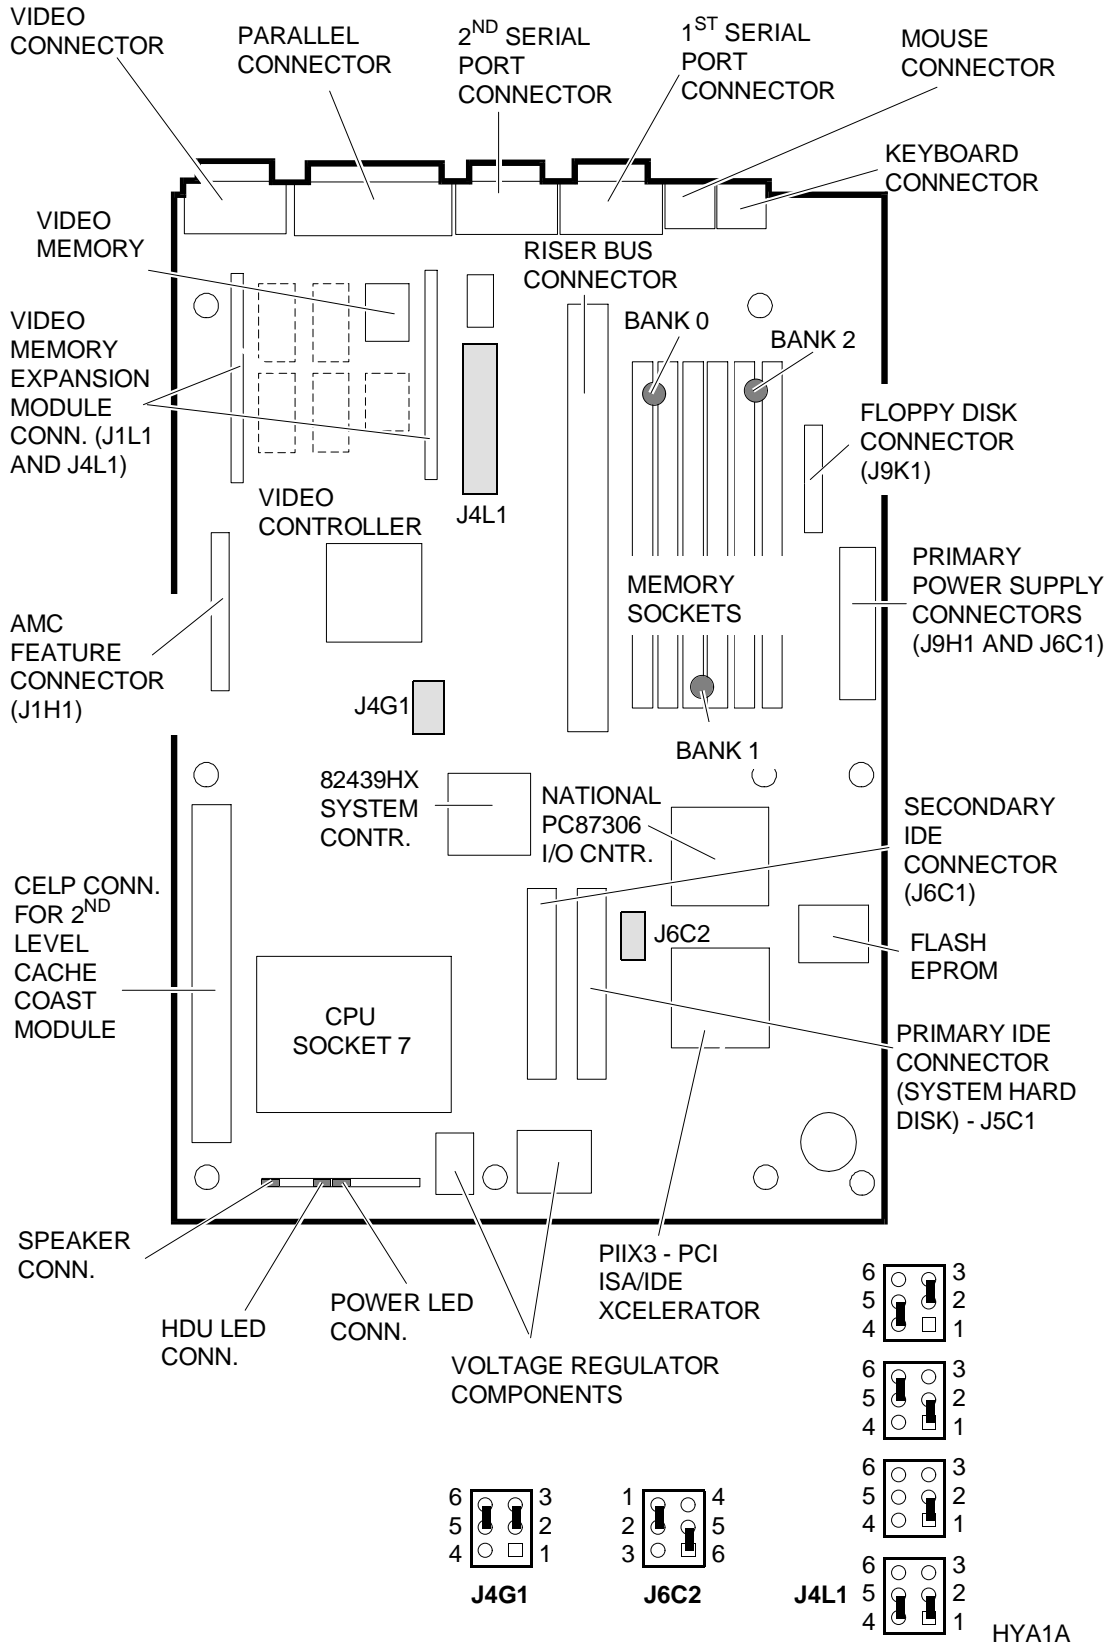 VIDEO
CONNECTOR
PARALLEL
CONNECTOR
2ND SERIAL
PORT
CONNECTOR
1ST SERIAL
PORT
CONNECTOR
MOUSE
CONNECTOR
KEYBOARD
CONNECTOR
VIDEO
MEMORY
RISER BUS
CONNECTOR
VIDEO
MEMORY
EXPANSION
MODULE
CONN. (J1L1
AND J4L1)
BANK 0
BANK 2
FLOPPY DISK
CONNECTOR
(J9K1)
VIDEO
CONTROLLER
J4L1
MEMORY
SOCKETS
PRIMARY
POWER SUPPLY
CONNECTORS
(J9H1 AND J6C1)
AMC
FEATURE
CONNECTOR
(J1H1)
J4G1
BANK 1
82439HX
SYSTEM
CONTR.
NATIONAL
PC87306
I/O CNTR.
SECONDARY
IDE
CONNECTOR
(J6C1)
CELP CONN.
FOR 2ND
LEVEL
CACHE
COAST
MODULE
J6C2
FLASH
EPROM
CPU
SOCKET 7
PRIMARY IDE
CONNECTOR
(SYSTEM HARD
DISK) - J5C1
SPEAKER
CONN.
HDU LED
CONN.
POWER LED
CONN.
VOLTAGE REGULATOR
COMPONENTS
PIIX3 - PCI
ISA/IDE
XCELERATOR
6 3
5 2
4 1
6 3
5 2
4 1
6 3
5 2
4 1
6 3
5 2
4 1
J4L1
6 3
5 2
4 1
J4G1
1 4
2 5
3 6
J6C2
HYA1A